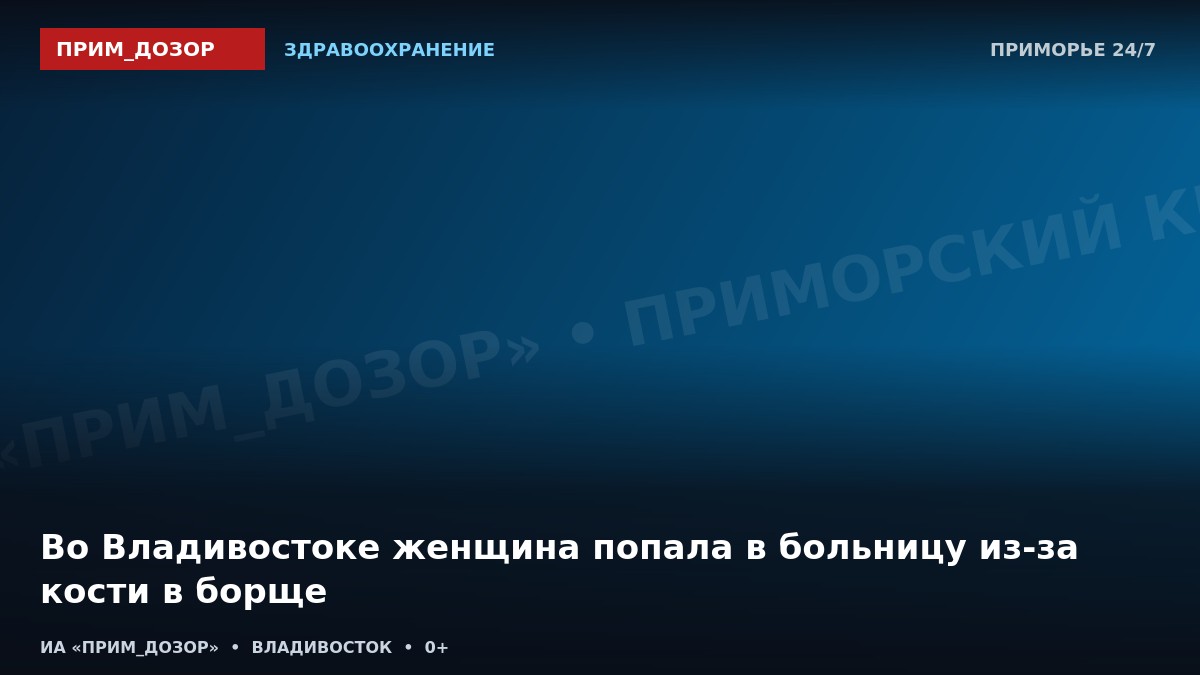 ПРИМ_ДОЗОР
ЗДРАВООХРАНЕНИЕ
ПРИМОРЬЕ 24/7
«ПРИМ_ДОЗОР» • ПРИМОРСКИЙ
Во Владивостоке женщина попала в больницу из-за
кости в борще
ИА «ПРИМ_ДОЗОР» • ВЛАДИВОСТОК • 0+